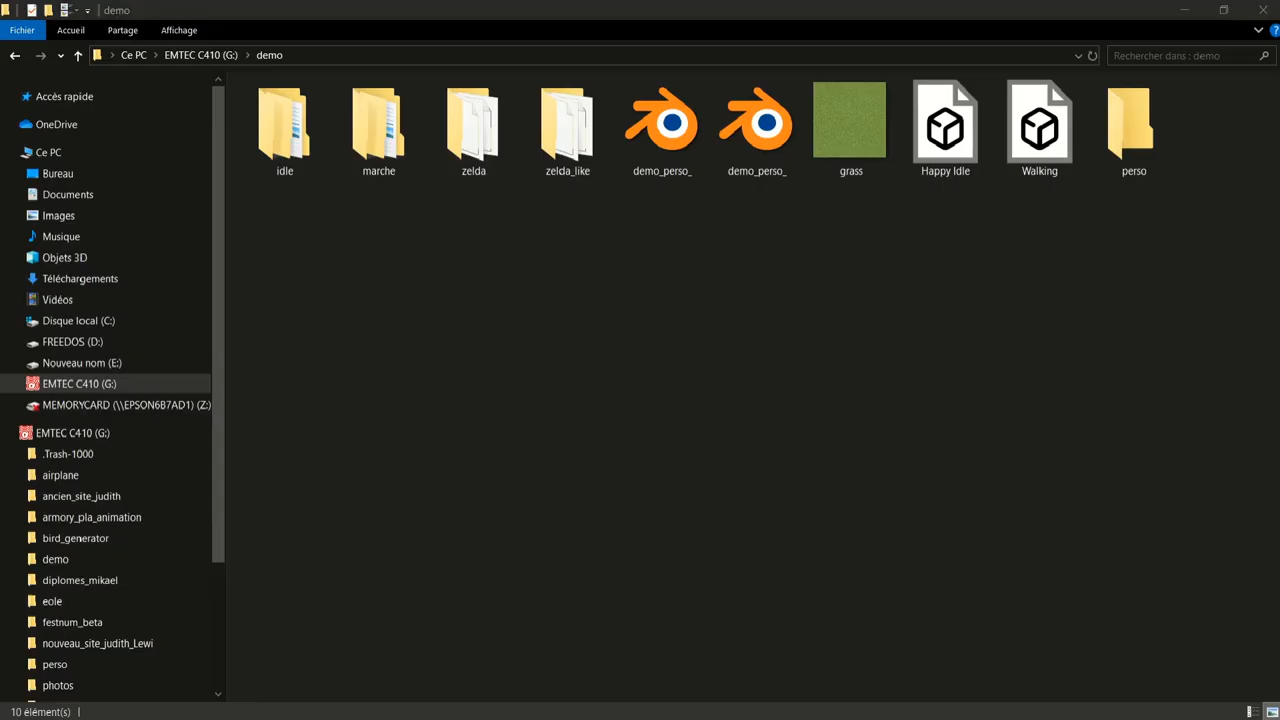 demo
Fichier
Accueil
Partage
Affichage
Ce PC
EMTEC C410 (G:)
demo
Rechercher dans : demo
Accès rapide
OneDrive
Ce PC
Bureau
Documents
Images
Musique
Objets 3D
Téléchargements
Vidéos
Disque local (C:)
FREEDOS (D:)
Nouveau nom (E:)
EMTEC C410 (G:)
MEMORYCARD (\\EPSON6B7AD1) (Z:)
EMTEC C410 (G:)
.Trash-1000
airplane
ancien_site_judith
armory_pla_animation
bird_generator
demo
diplomes_mikael
eole
festnum_beta
nouveau_site_judith_Lewi
perso
photos
idle
marche
zelda
zelda_like
demo_perso_
demo_perso_
grass
Happy Idle
Walking
perso
10 élément(s)